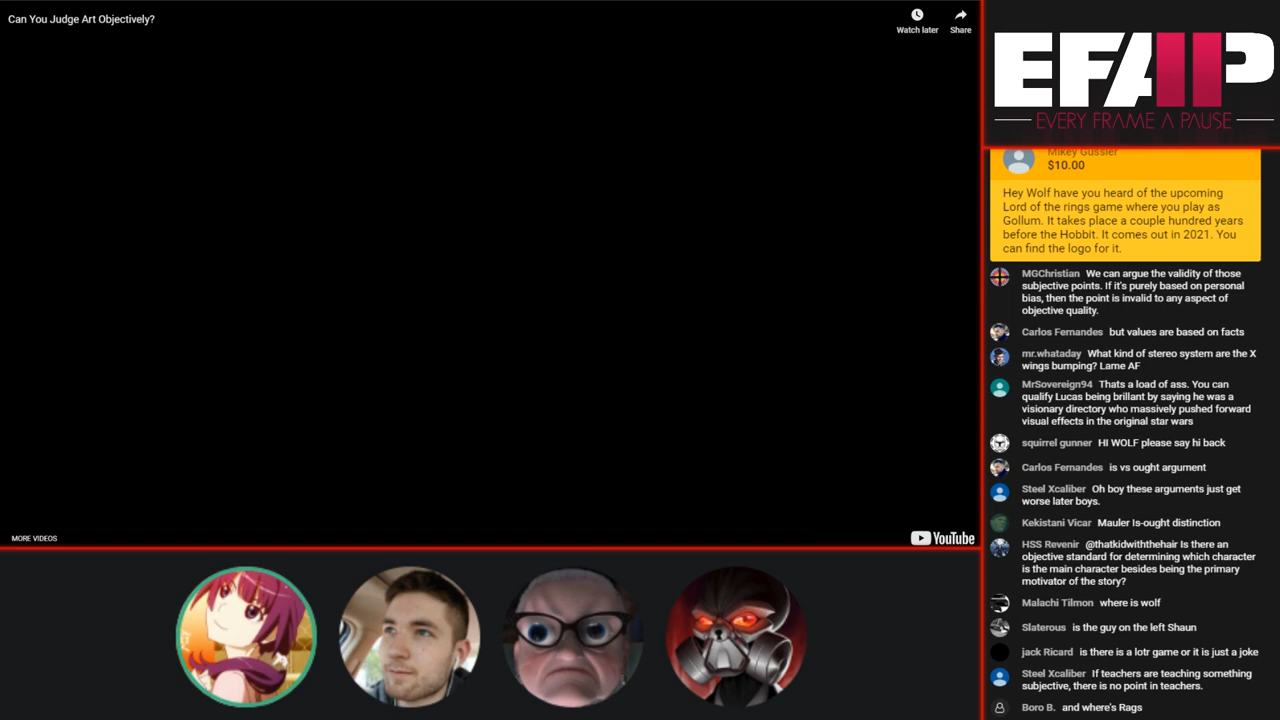 Can You Judge Art Objectively?
Watch later
Share
MORE VIDEOS
YouTube
EFAP
EVERY FRAME A PAUSE
Mikey Gussler
$10.00
Hey Wolf have you heard of the upcoming
Lord of the rings game where you play as
Gollum. It takes place a couple hundred years
before the Hobbit. It comes out in 2021. You
can find the logo for it.
MGChristian We can argue the validity of those
subjective points. If it's purely based on personal
bias, then the point is invalid to any aspect of
objective quality.
Carlos Fernandes but values are based on facts
mr.whataday What kind of stereo system are the X
wings bumping? Lame AF
MrSovereign94 Thats a load of ass. You can
qualify Lucas being brillant by saying he was a
visionary directory who massively pushed forward
visual effects in the original star wars
squirrel gunner HI WOLF please say hi back
Carlos Fernandes is vs ought argument
Steel Xcaliber Oh boy these arguments just get
worse later boys.
Kekistani Vicar Mauler Is-ought distinction
HSS Revenir @thatkidwiththehair Is there an
objective standard for determining which character
is the main character besides being the primary
motivator of the story?
Malachi Tilmon where is wolf
Slaterous is the guy on the left Shaun
jack Ricard is there is a lotr game or it is just a joke
Steel Xcaliber If teachers are teaching something
subjective, there is no point in teachers.
Boro B. and where's Rags